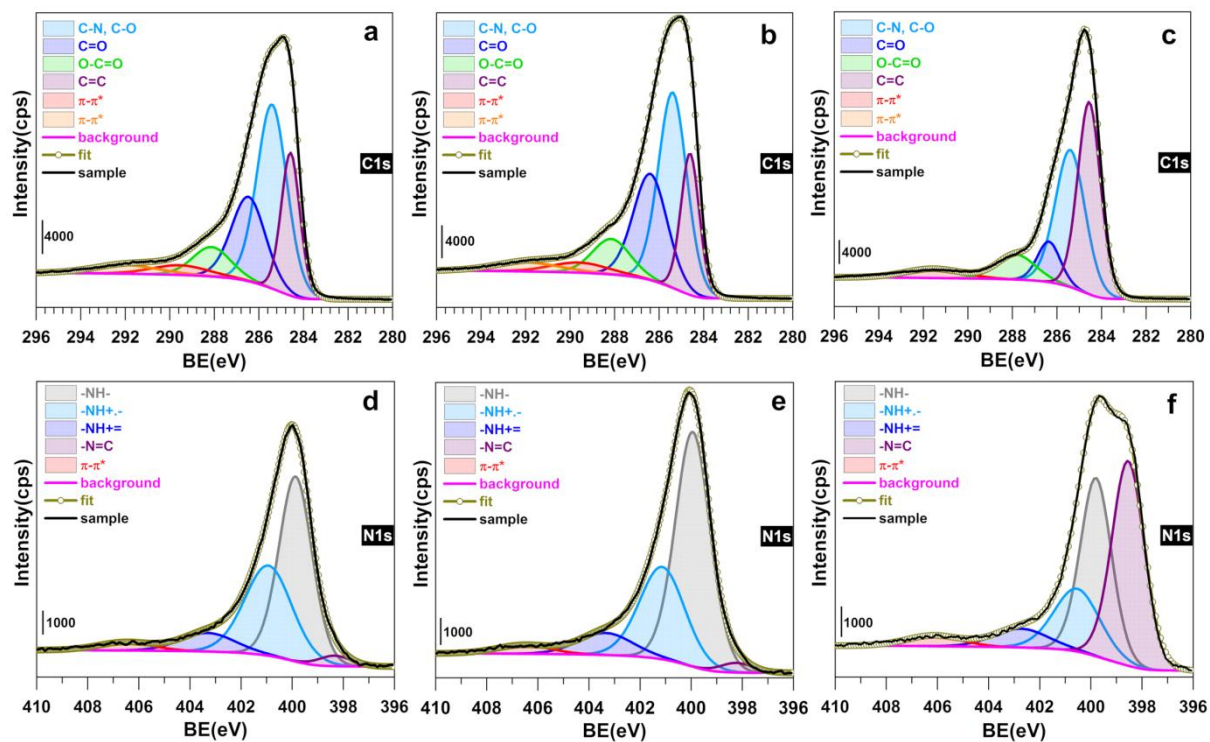 a
C-N, C-O
C=O
O-C=O
C=C
π-π*
π-π*
background
fit
sample
C1s
4000
Intensity(cps)
296 294 292 290 288 286 284 282 280
BE(eV)
b
C-N, C-O
C=O
O-C=O
C=C
π-π*
π-π*
background
fit
sample
C1s
4000
Intensity(cps)
296 294 292 290 288 286 284 282 280
BE(eV)
c
C-N, C-O
C=O
O-C=O
C=C
π-π*
π-π*
background
fit
sample
C1s
4000
Intensity(cps)
296 294 292 290 288 286 284 282 280
BE(eV)
d
-NH-
-NH+.-
-NH+=
-N=C
π-π*
background
fit
sample
N1s
1000
Intensity(cps)
410 408 406 404 402 400 398 396
BE(eV)
e
-NH-
-NH+.-
-NH+=
-N=C
π-π*
background
fit
sample
N1s
1000
Intensity(cps)
410 408 406 404 402 400 398 396
BE(eV)
f
-NH-
-NH+.-
-NH+=
-N=C
π-π*
background
fit
sample
N1s
1000
Intensity(cps)
410 408 406 404 402 400 398 396
BE(eV)